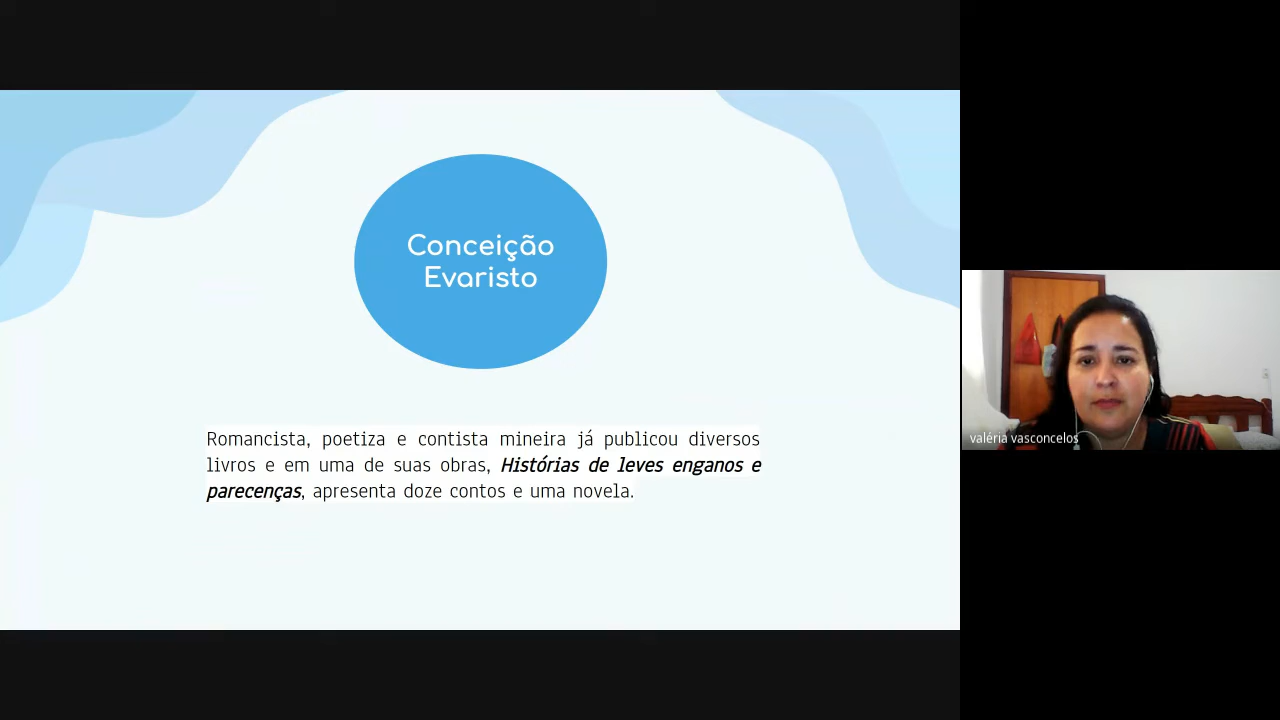 Conceição
Evaristo
Romancista, poetiza e contista mineira já publicou diversos
livros e em uma de suas obras, Histórias de leves enganos e
parecenças, apresenta doze contos e uma novela.
valéria vasconcelos